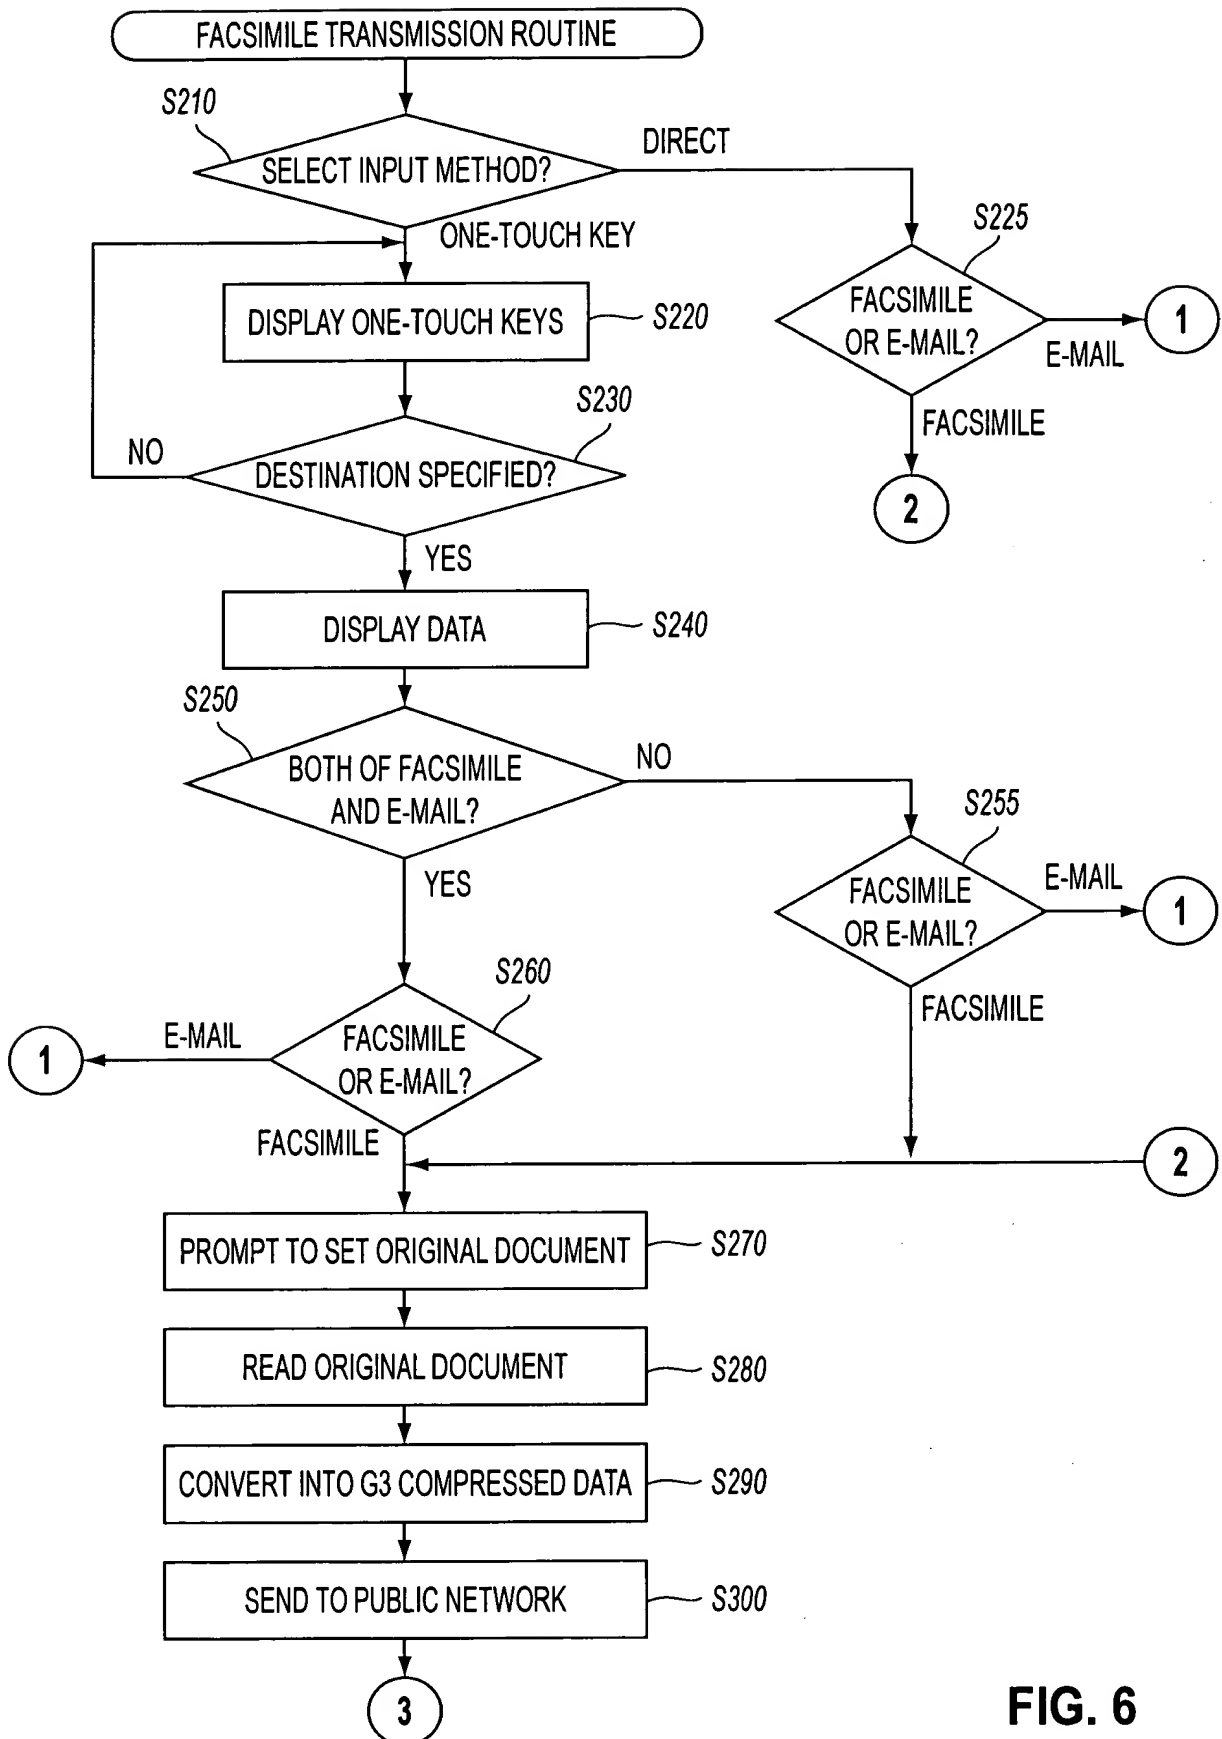 FACSIMILE TRANSMISSION ROUTINE
S210
SELECT INPUT METHOD?
DIRECT
ONE-TOUCH KEY
S225
FACSIMILE
OR E-MAIL?
E-MAIL
1
FACSIMILE
2
DISPLAY ONE-TOUCH KEYS
S220
S230
DESTINATION SPECIFIED?
NO
YES
DISPLAY DATA
S240
S250
BOTH OF FACSIMILE
AND E-MAIL?
NO
YES
S255
FACSIMILE
OR E-MAIL?
E-MAIL
1
FACSIMILE
S260
FACSIMILE
OR E-MAIL?
E-MAIL
1
FACSIMILE
2
PROMPT TO SET ORIGINAL DOCUMENT
S270
READ ORIGINAL DOCUMENT
S280
CONVERT INTO G3 COMPRESSED DATA
S290
SEND TO PUBLIC NETWORK
S300
3
FIG. 6